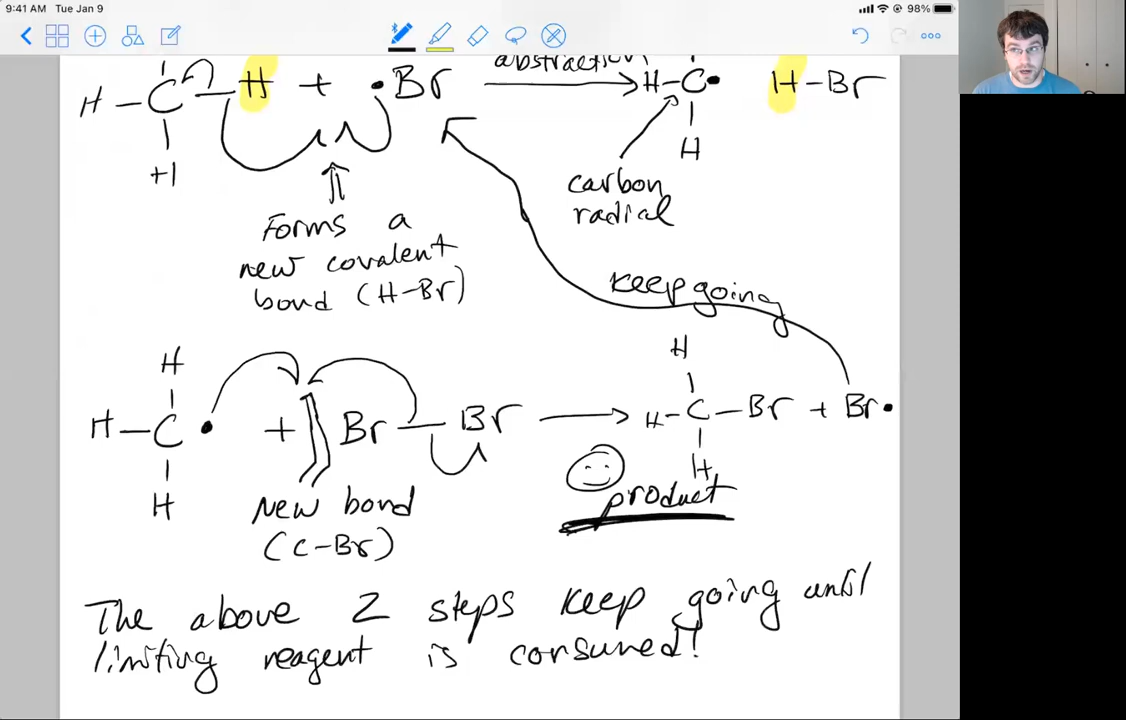 9:41 AM Tue Jan 9
98%
abstraction
H – C – H + •Br → H – C• H – Br
+1
H
Forms a
new covalent
bond (H–Br)
carbon
radial
keep going
H
H
H – C • + Br – Br → H – C – Br + Br•
H
H
New bond
(C–Br)
product
The above 2 steps keep going until
limiting reagent is consumed!